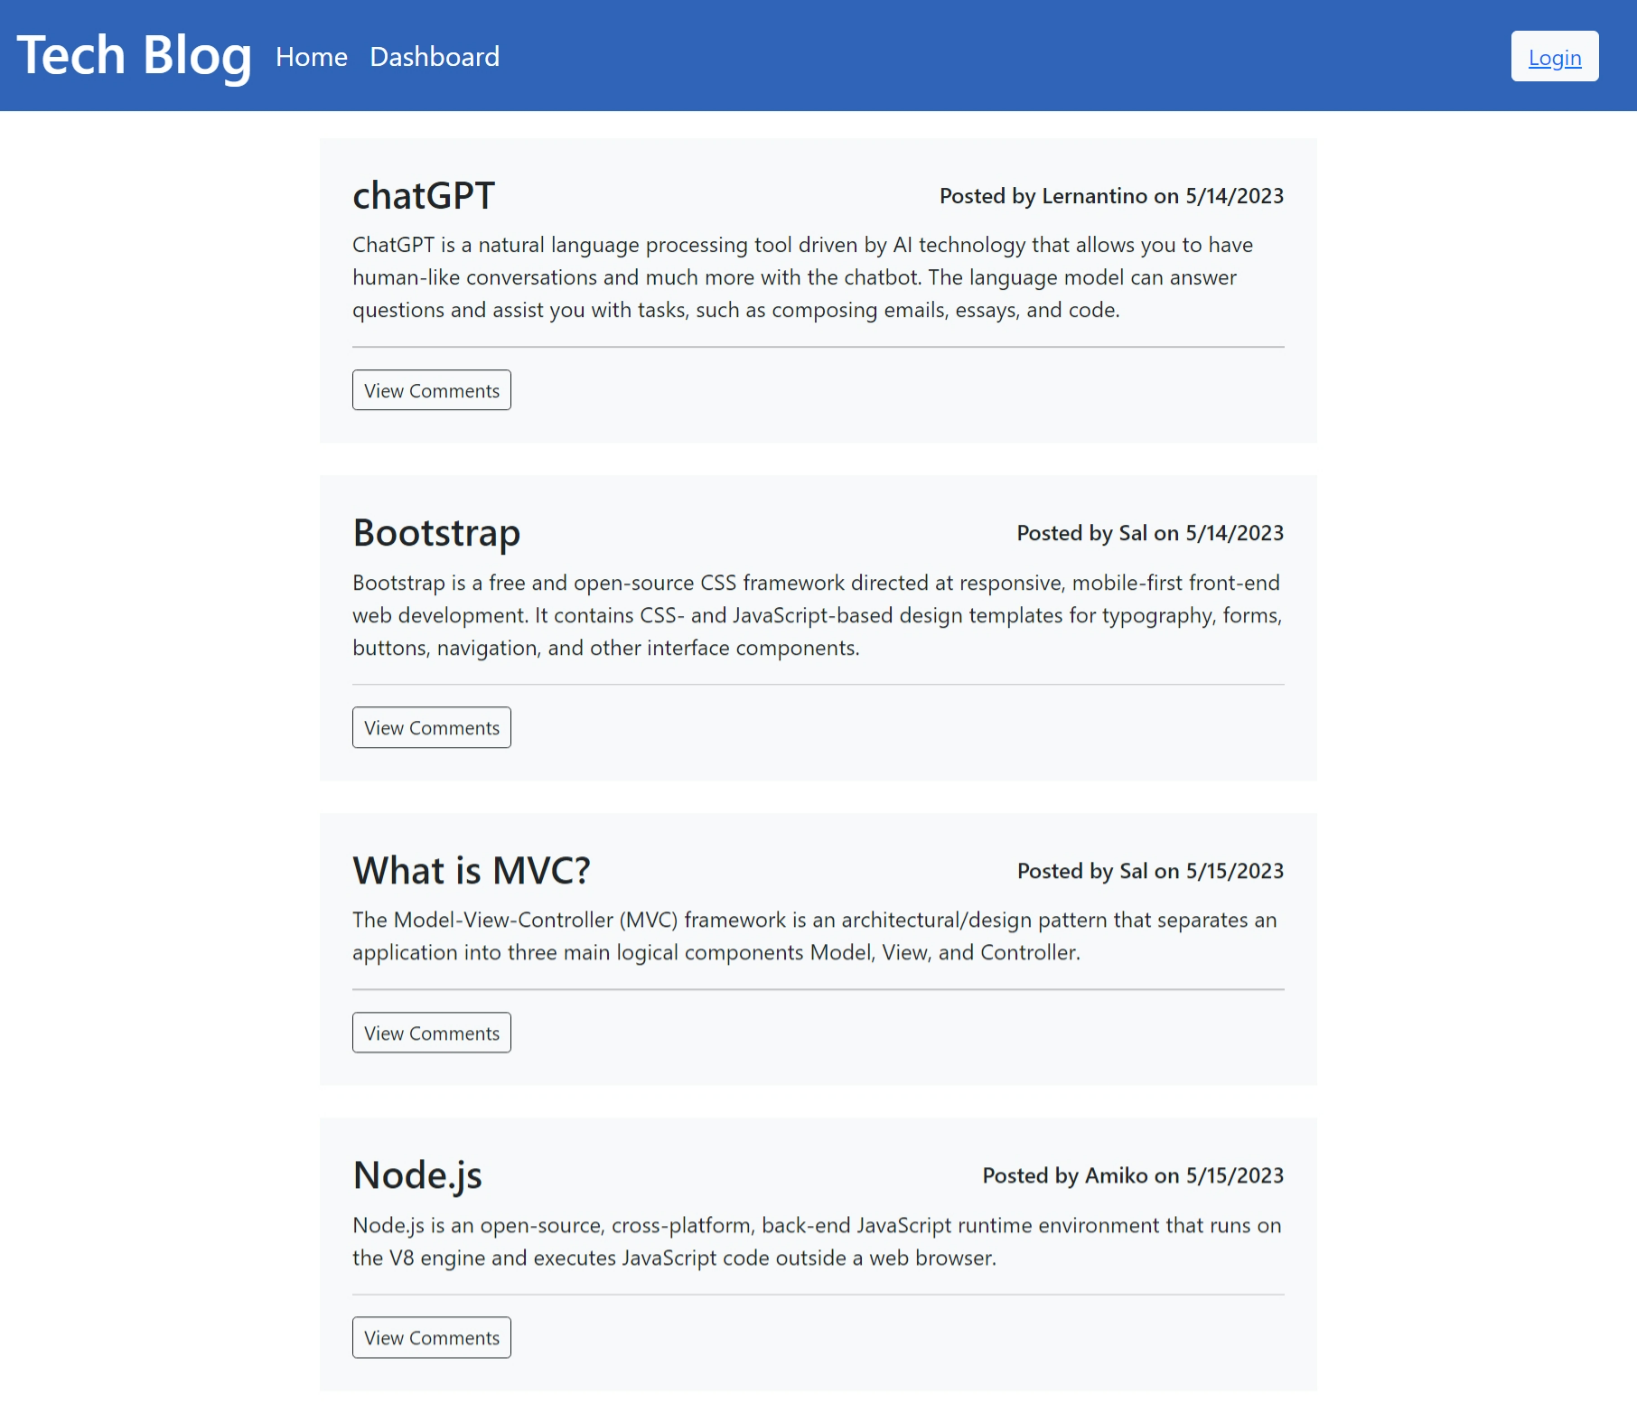 Tech Blog Home Dashboard Login
chatGPT Posted by Lernantino on 5/14/2023
ChatGPT is a natural language processing tool driven by AI technology that allows you to have
human-like conversations and much more with the chatbot. The language model can answer
questions and assist you with tasks, such as composing emails, essays, and code.
View Comments
Bootstrap Posted by Sal on 5/14/2023
Bootstrap is a free and open-source CSS framework directed at responsive, mobile-first front-end
web development. It contains CSS- and JavaScript-based design templates for typography, forms,
buttons, navigation, and other interface components.
View Comments
What is MVC? Posted by Sal on 5/15/2023
The Model-View-Controller (MVC) framework is an architectural/design pattern that separates an
application into three main logical components Model, View, and Controller.
View Comments
Node.js Posted by Amiko on 5/15/2023
Node.js is an open-source, cross-platform, back-end JavaScript runtime environment that runs on
the V8 engine and executes JavaScript code outside a web browser.
View Comments